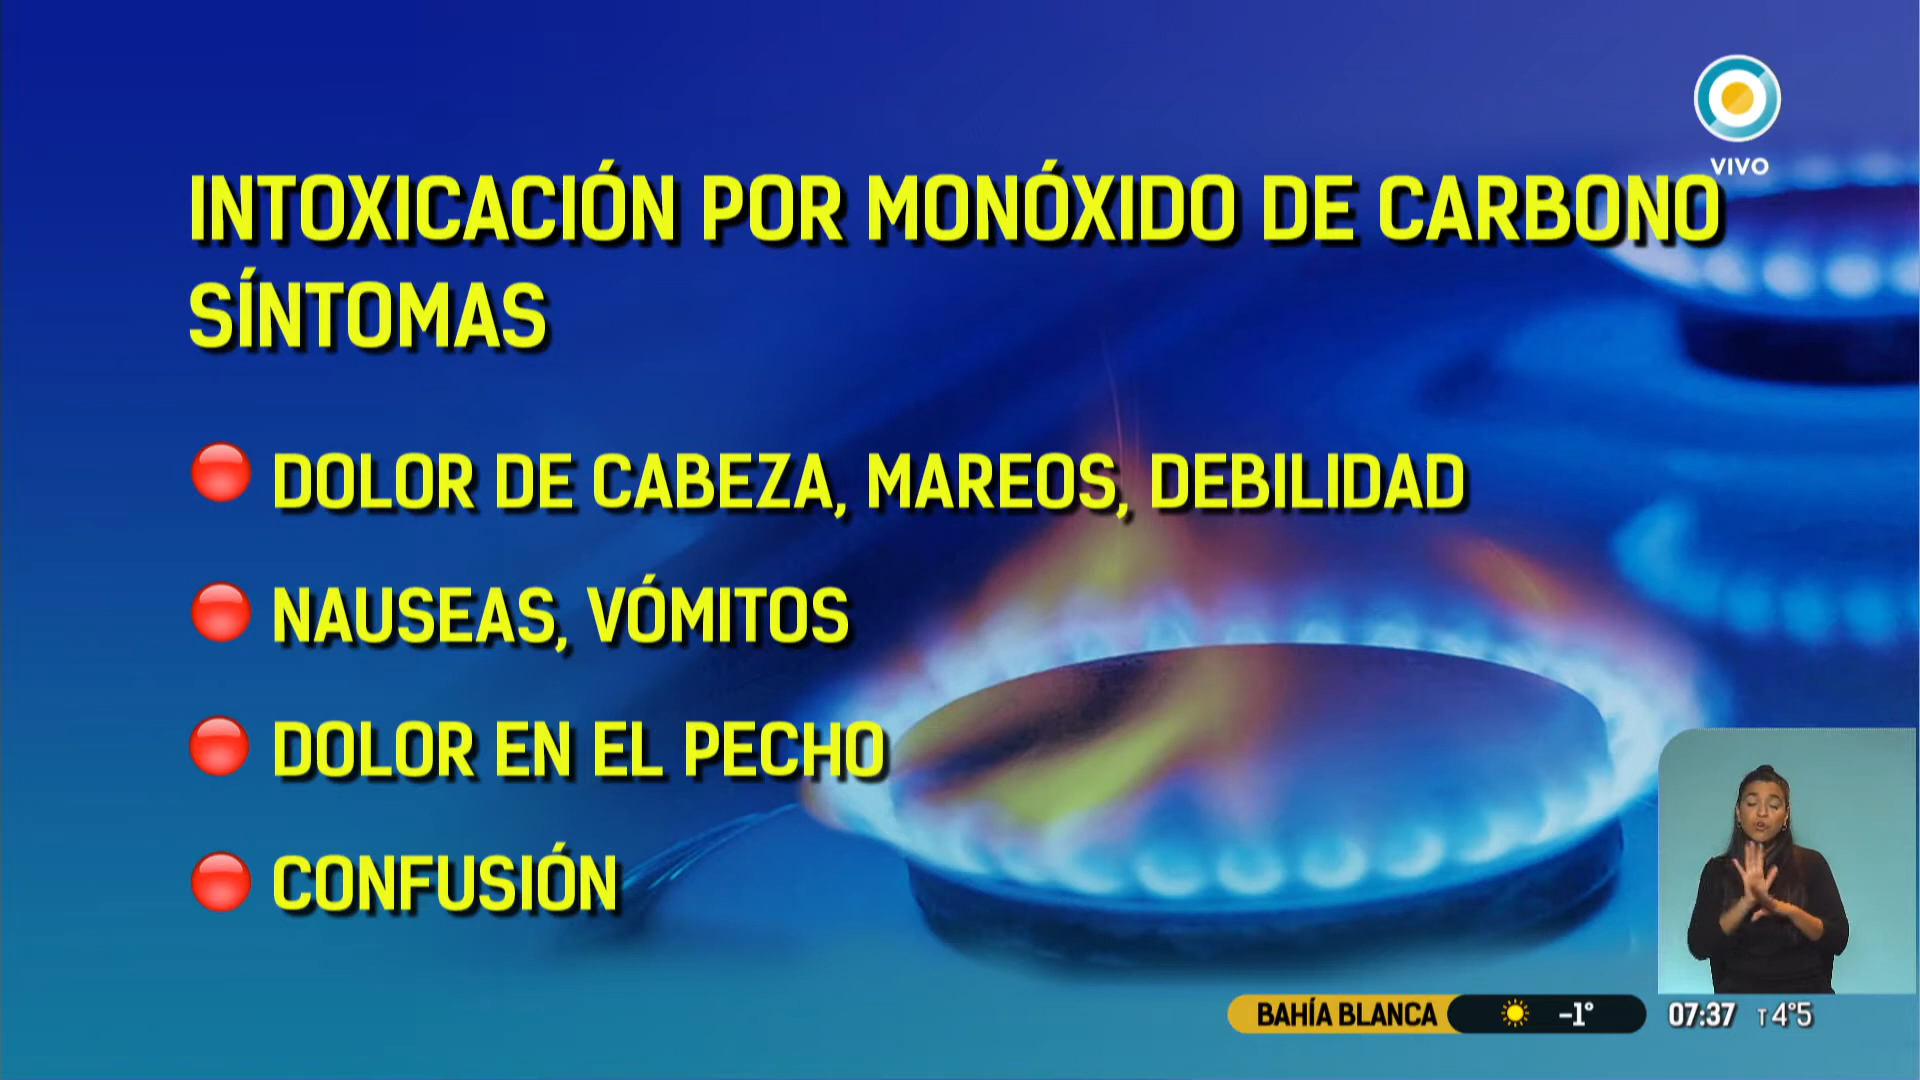 VIVO
INTOXICACIÓN POR MONÓXIDO DE CARBONO
SÍNTOMAS
DOLOR DE CABEZA, MAREOS, DEBILIDAD
NAUSEAS, VÓMITOS
DOLOR EN EL PECHO
CONFUSIÓN
BAHÍA BLANCA -1° 07:37 T 4°5